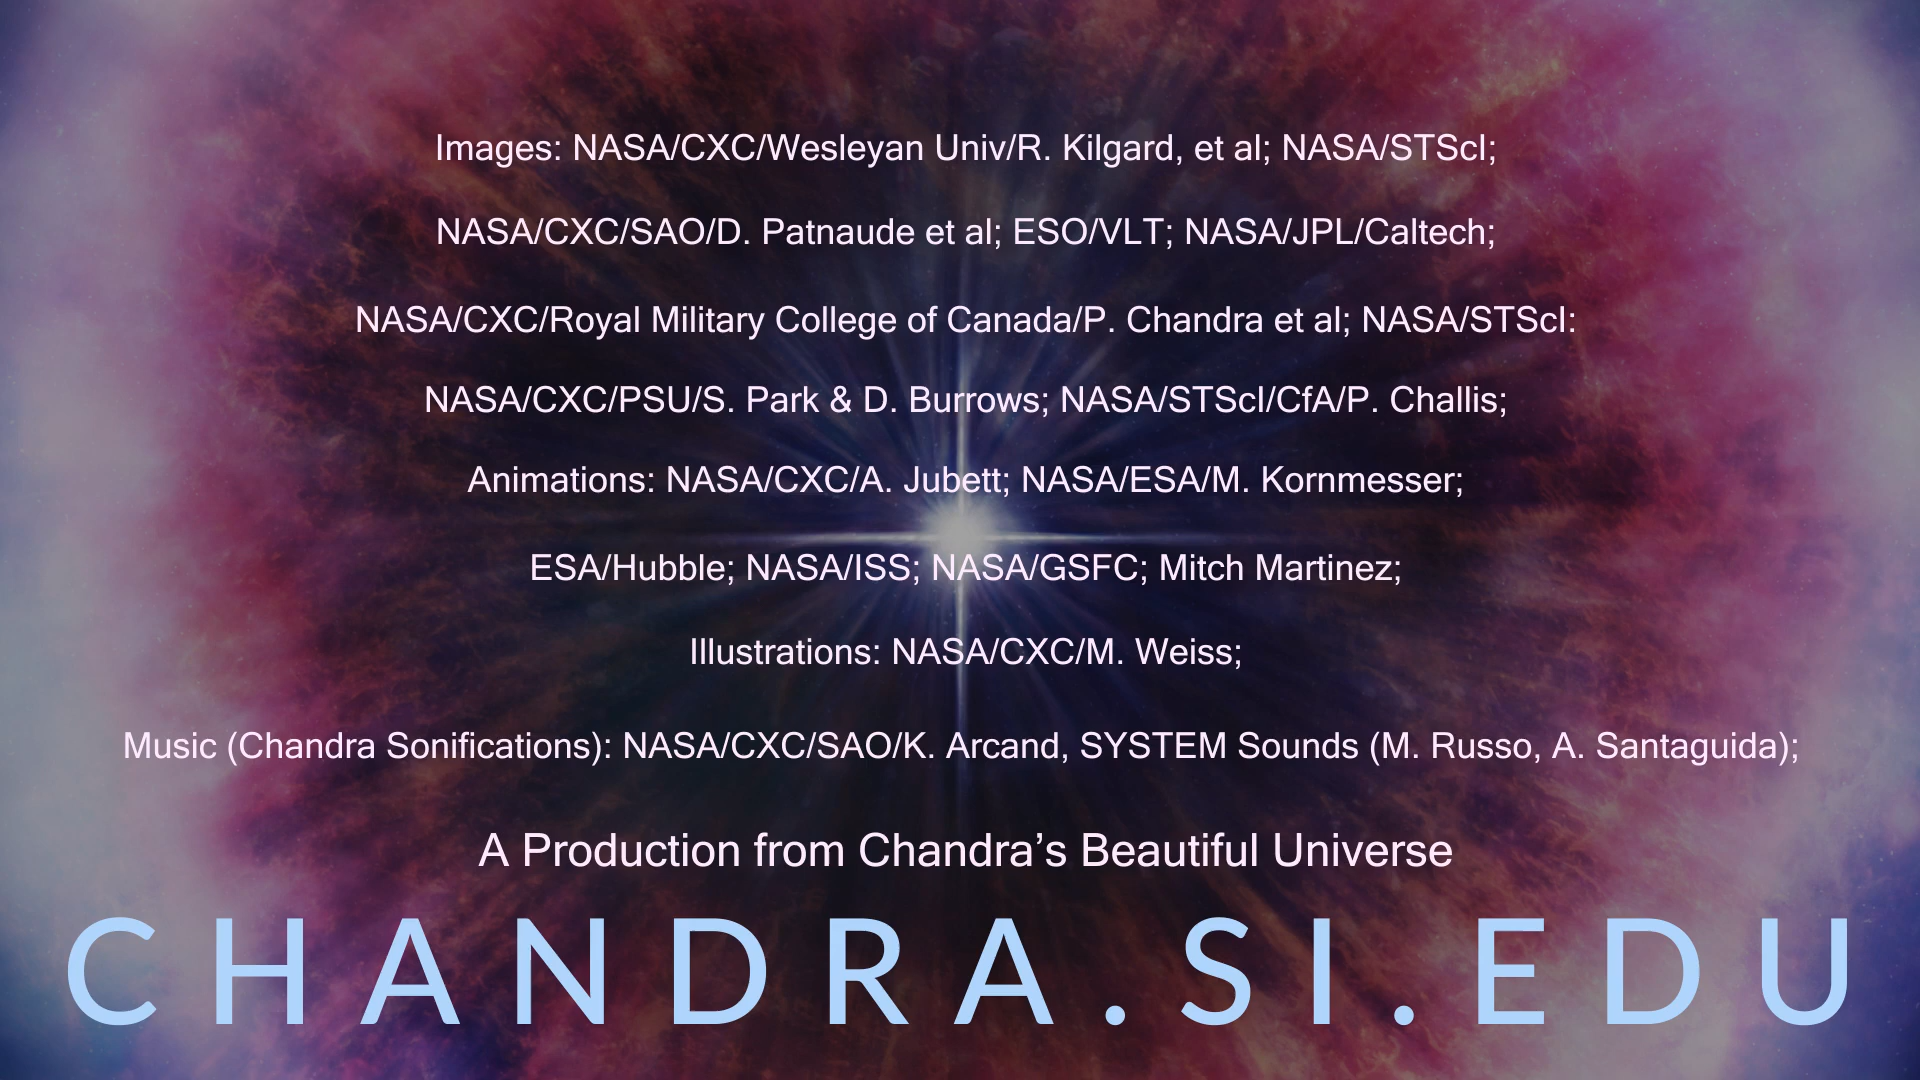 Images: NASA/CXC/Wesleyan Univ/R. Kilgard, et al; NASA/STScI;
NASA/CXC/SAO/D. Patnaude et al; ESO/VLT; NASA/JPL/Caltech;
NASA/CXC/Royal Military College of Canada/P. Chandra et al; NASA/STScI:
NASA/CXC/PSU/S. Park & D. Burrows; NASA/STScI/CfA/P. Challis;
Animations: NASA/CXC/A. Jubett; NASA/ESA/M. Kornmesser;
ESA/Hubble; NASA/ISS; NASA/GSFC; Mitch Martinez;
Illustrations: NASA/CXC/M. Weiss;
Music (Chandra Sonifications): NASA/CXC/SAO/K. Arcand, SYSTEM Sounds (M. Russo, A. Santaguida);
A Production from Chandra’s Beautiful Universe
CHANDRA.SI.EDU